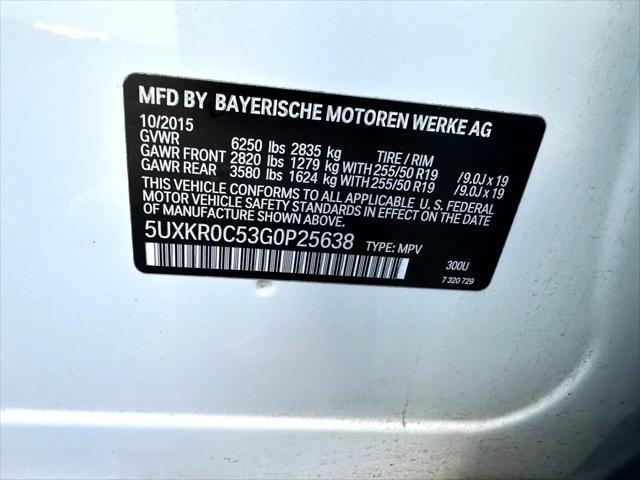 MFD BY BAYERISCHE MOTOREN WERKE AG
10/2015
GVWR 6250 lbs 2835 kg TIRE / RIM
GAWR FRONT 2820 lbs 1279 kg WITH 255/50 R19 /9.0J x 19
GAWR REAR 3580 lbs 1624 kg WITH 255/50 R19 /9.0J x 19
THIS VEHICLE CONFORMS TO ALL APPLICABLE U. S. FEDERAL
MOTOR VEHICLE SAFETY STANDARDS IN EFFECT ON THE DATE
OF MANUFACTURE SHOWN ABOVE.
5UXKR0C53G0P25638 TYPE: MPV
300U
7 320 729